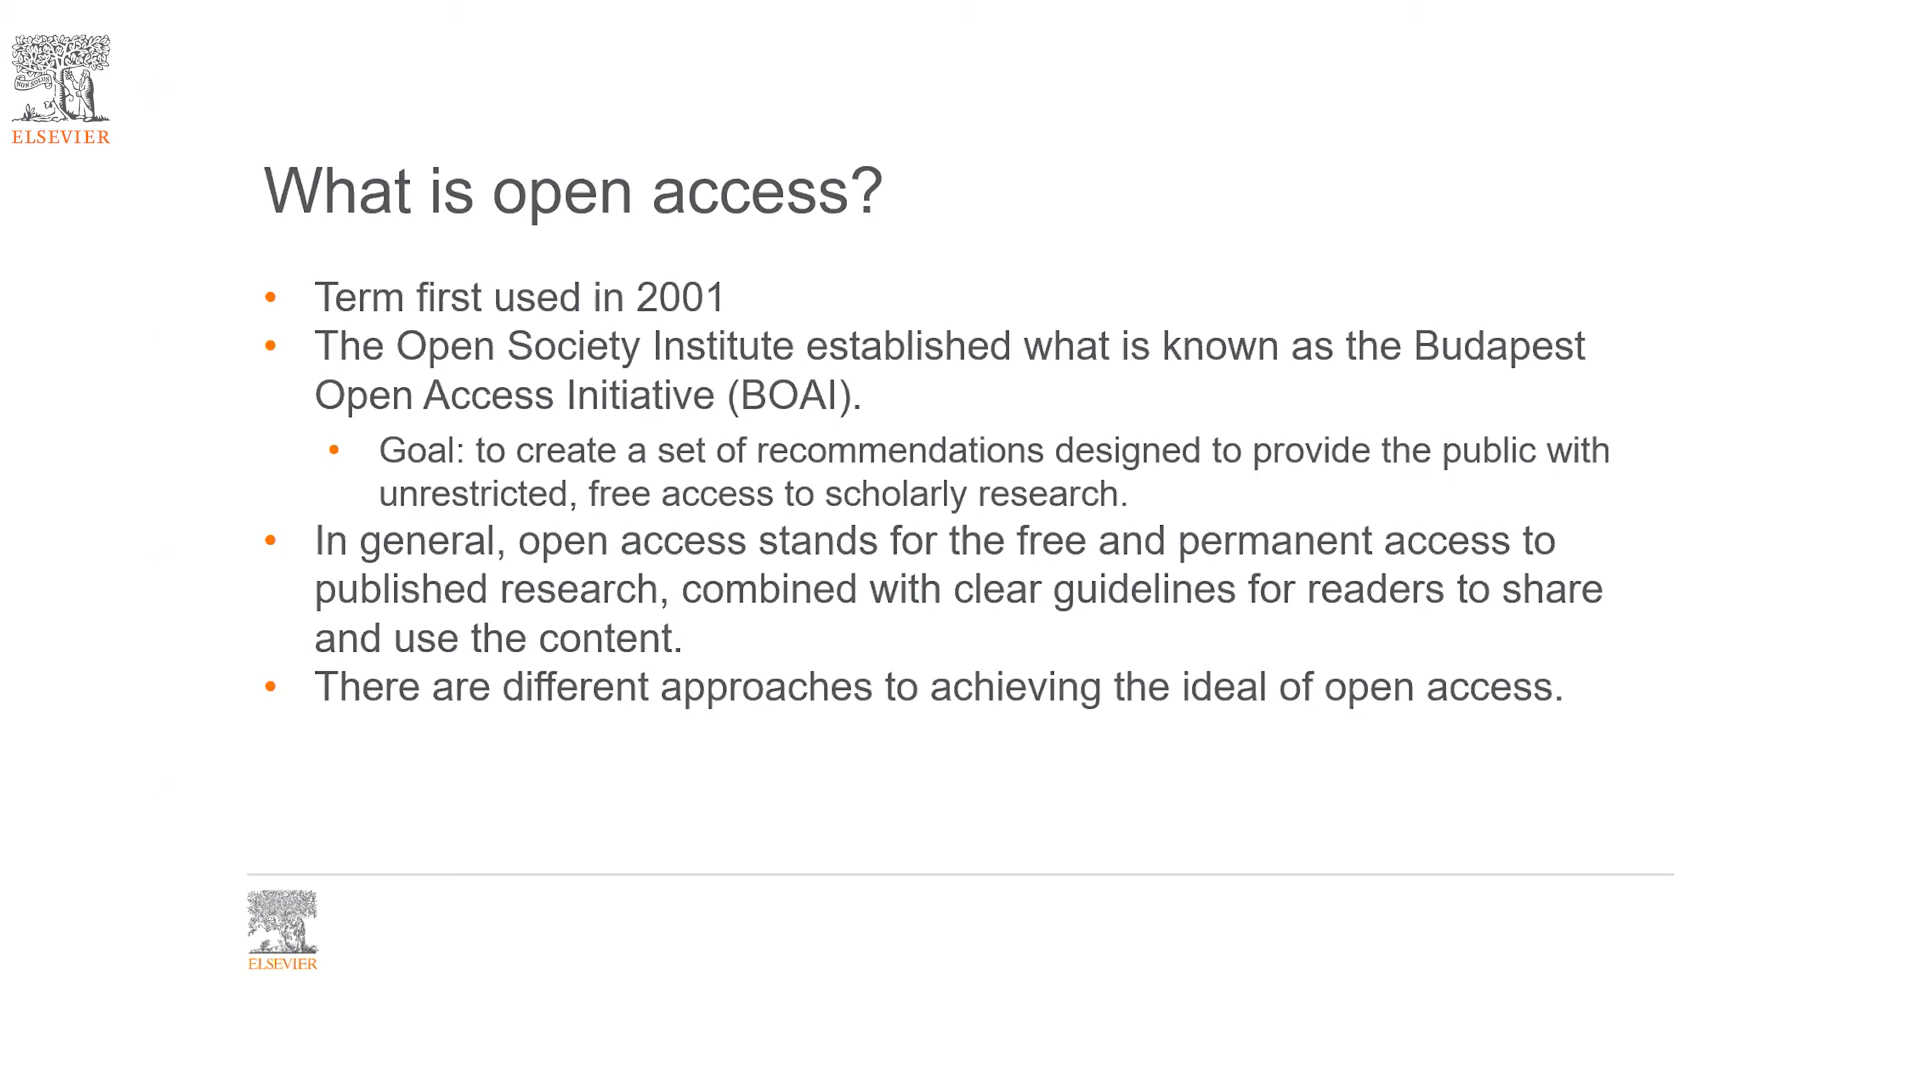 ELSEVIER
What is open access?
• Term first used in 2001
• The Open Society Institute established what is known as the Budapest
Open Access Initiative (BOAI).
• Goal: to create a set of recommendations designed to provide the public with
unrestricted, free access to scholarly research.
• In general, open access stands for the free and permanent access to
published research, combined with clear guidelines for readers to share
and use the content.
• There are different approaches to achieving the ideal of open access.
ELSEVIER